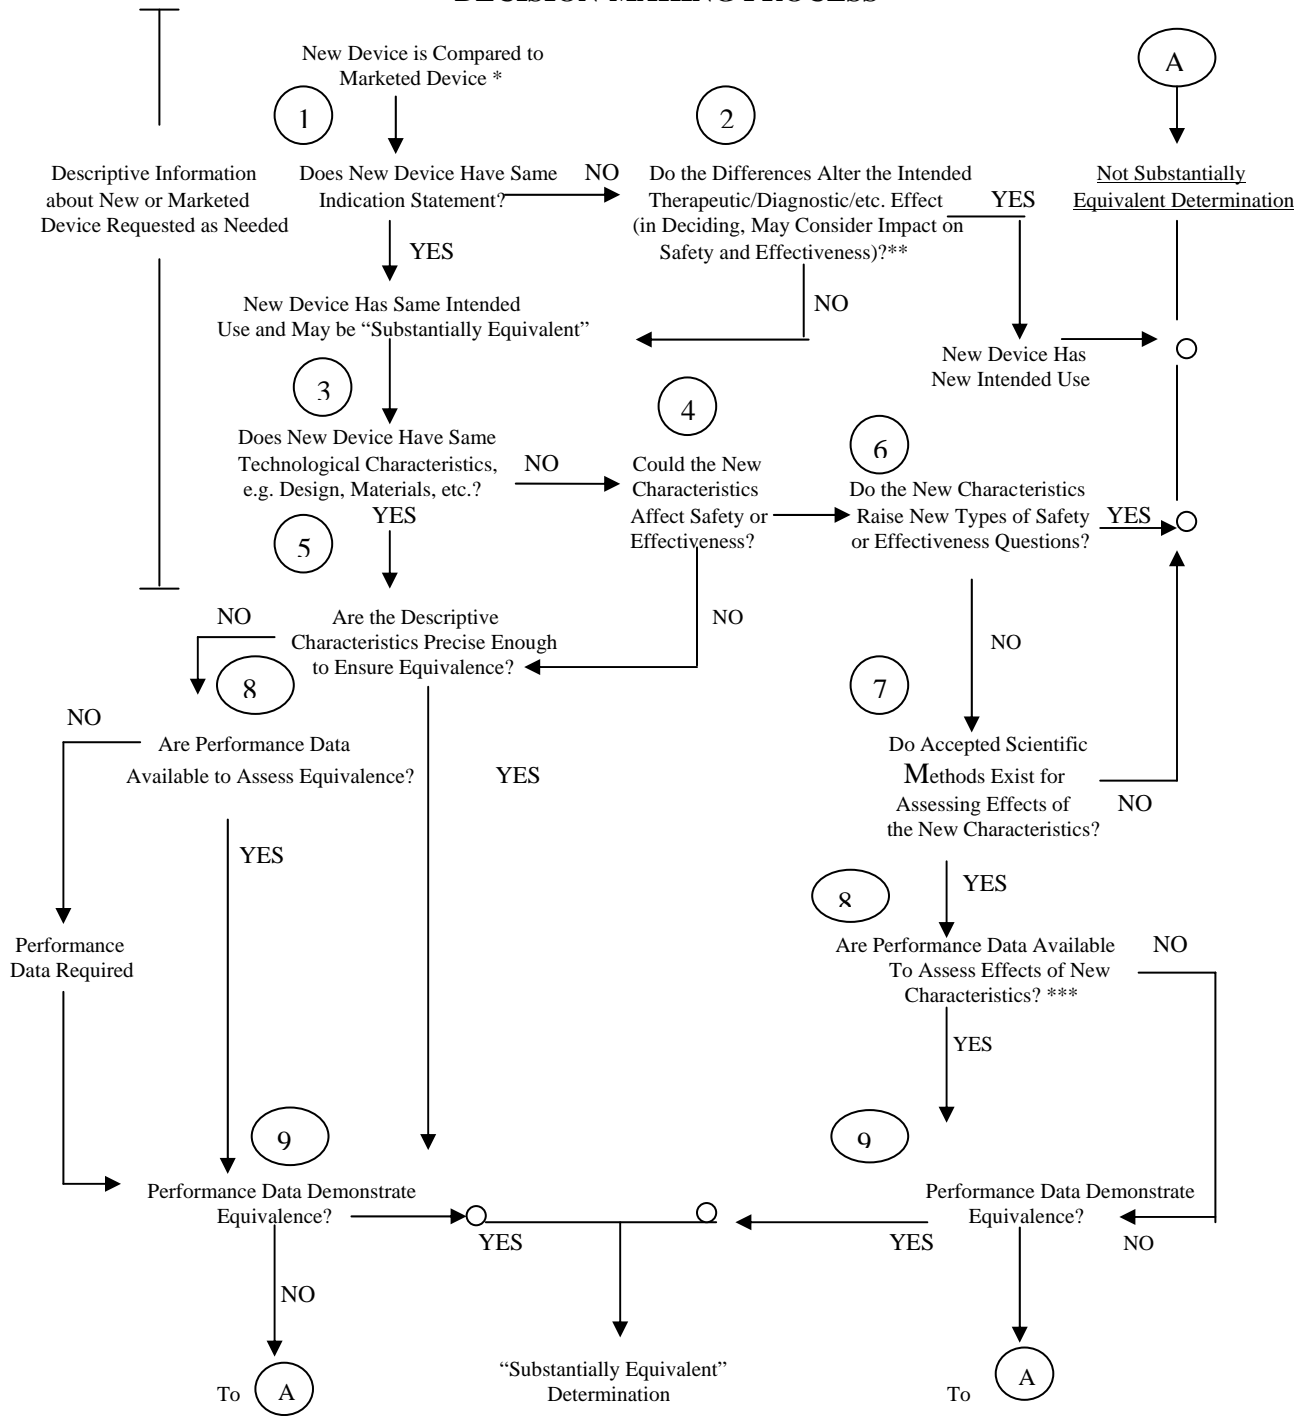 DECISION MAKING PROCESS
New Device is Compared to
Marketed Device *
A
1
2
Descriptive Information
about New or Marketed
Device Requested as Needed
Does New Device Have Same
Indication Statement?
NO
Do the Differences Alter the Intended
Therapeutic/Diagnostic/etc. Effect
(in Deciding, May Consider Impact on
Safety and Effectiveness)?**
YES
Not Substantially
Equivalent Determination
YES
NO
New Device Has Same Intended
Use and May be “Substantially Equivalent”
New Device Has
New Intended Use
3
4
6
Does New Device Have Same
Technological Characteristics,
e.g. Design, Materials, etc.?
NO
Could the New
Characteristics
Affect Safety or
Effectiveness?
Do the New Characteristics
Raise New Types of Safety
or Effectiveness Questions?
YES
YES
5
NO
Are the Descriptive
Characteristics Precise Enough
to Ensure Equivalence?
NO
NO
8
7
NO
Are Performance Data
Available to Assess Equivalence?
YES
Do Accepted Scientific
Methods Exist for
Assessing Effects of
the New Characteristics?
NO
YES
YES
8
Performance
Data Required
Are Performance Data Available
To Assess Effects of New
Characteristics? ***
NO
YES
9
9
Performance Data Demonstrate
Equivalence?
YES
Performance Data Demonstrate
Equivalence?
YES
NO
NO
“Substantially Equivalent”
Determination
To A
To A